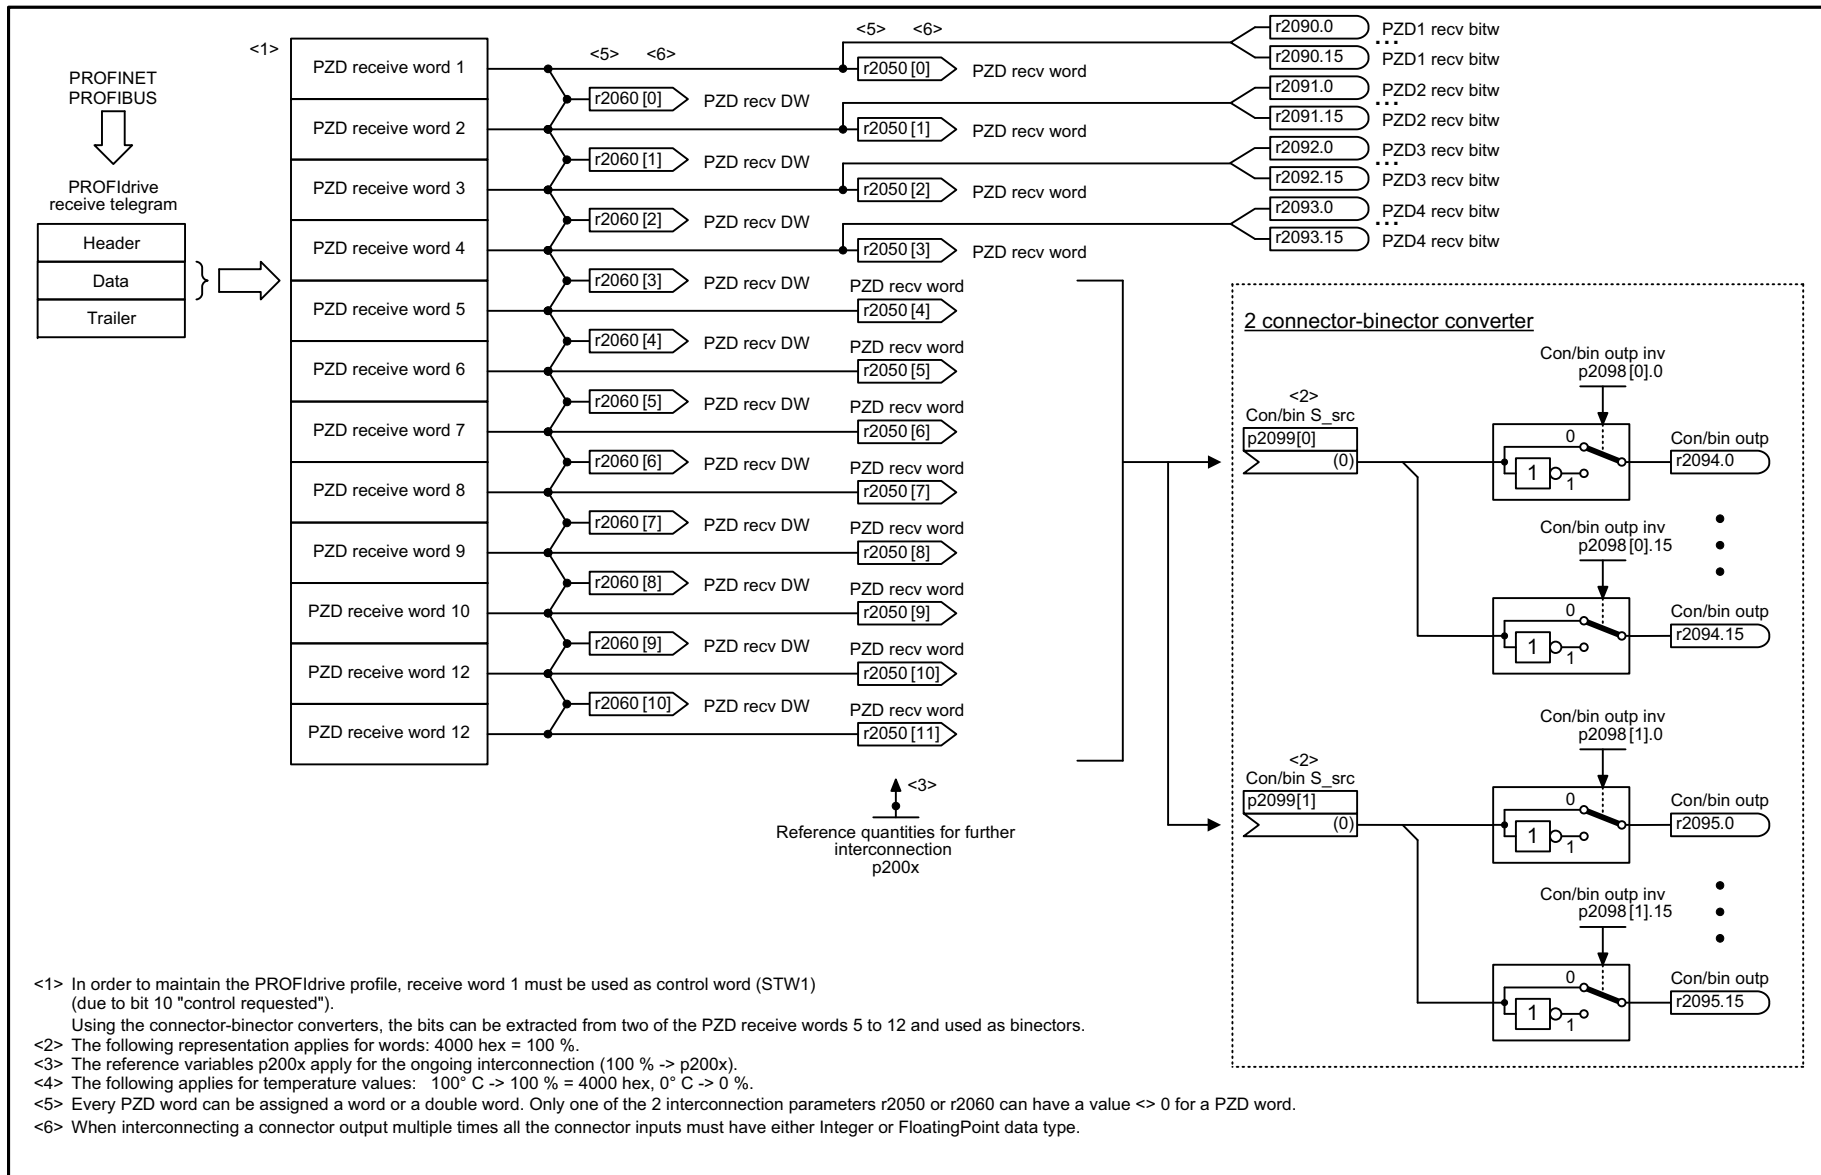 <1>
PROFINET
PROFIBUS
PROFIdrive
receive telegram
Header
Data
Trailer
PZD receive word 1
PZD receive word 2
PZD receive word 3
PZD receive word 4
PZD receive word 5
PZD receive word 6
PZD receive word 7
PZD receive word 8
PZD receive word 9
PZD receive word 10
PZD receive word 12
PZD receive word 12
<5> <6>
r2060 [0] PZD recv DW
r2060 [1] PZD recv DW
r2060 [2] PZD recv DW
r2060 [3] PZD recv DW
r2060 [4] PZD recv DW
r2060 [5] PZD recv DW
r2060 [6] PZD recv DW
r2060 [7] PZD recv DW
r2060 [8] PZD recv DW
r2060 [9] PZD recv DW
r2060 [10] PZD recv DW
<5> <6>
r2050 [0] PZD recv word
r2050 [1] PZD recv word
r2050 [2] PZD recv word
r2050 [3] PZD recv word
PZD recv word
r2050 [4]
PZD recv word
r2050 [5]
PZD recv word
r2050 [6]
PZD recv word
r2050 [7]
PZD recv word
r2050 [8]
PZD recv word
r2050 [9]
PZD recv word
r2050 [10]
PZD recv word
r2050 [11]
<3>
Reference quantities for further
interconnection
p200x
r2090.0 PZD1 recv bitw
...
r2090.15 PZD1 recv bitw
r2091.0 PZD2 recv bitw
...
r2091.15 PZD2 recv bitw
r2092.0 PZD3 recv bitw
...
r2092.15 PZD3 recv bitw
r2093.0 PZD4 recv bitw
...
r2093.15 PZD4 recv bitw
2 connector-binector converter
<2>
Con/bin S_src
p2099[0]
(0)
Con/bin outp inv
p2098 [0].0
0
1
1
Con/bin outp
r2094.0
Con/bin outp inv
p2098 [0].15
0
1
1
Con/bin outp
r2094.15
<2>
Con/bin S_src
p2099[1]
(0)
Con/bin outp inv
p2098 [1].0
0
1
1
Con/bin outp
r2095.0
Con/bin outp inv
p2098 [1].15
0
1
1
Con/bin outp
r2095.15
<1> In order to maintain the PROFIdrive profile, receive word 1 must be used as control word (STW1)
(due to bit 10 "control requested").
Using the connector-binector converters, the bits can be extracted from two of the PZD receive words 5 to 12 and used as binectors.
<2> The following representation applies for words: 4000 hex = 100 %.
<3> The reference variables p200x apply for the ongoing interconnection (100 % -> p200x).
<4> The following applies for temperature values: 100° C -> 100 % = 4000 hex, 0° C -> 0 %.
<5> Every PZD word can be assigned a word or a double word. Only one of the 2 interconnection parameters r2050 or r2060 can have a value <> 0 for a PZD word.
<6> When interconnecting a connector output multiple times all the connector inputs must have either Integer or FloatingPoint data type.